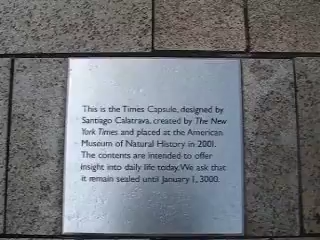 This is the Times Capsule, designed by
Santiago Calatrava, created by The New
York Times and placed at the American
Museum of Natural History in 2001.
The contents are intended to offer
insight into daily life today. We ask that
it remain sealed until January 1, 3000.